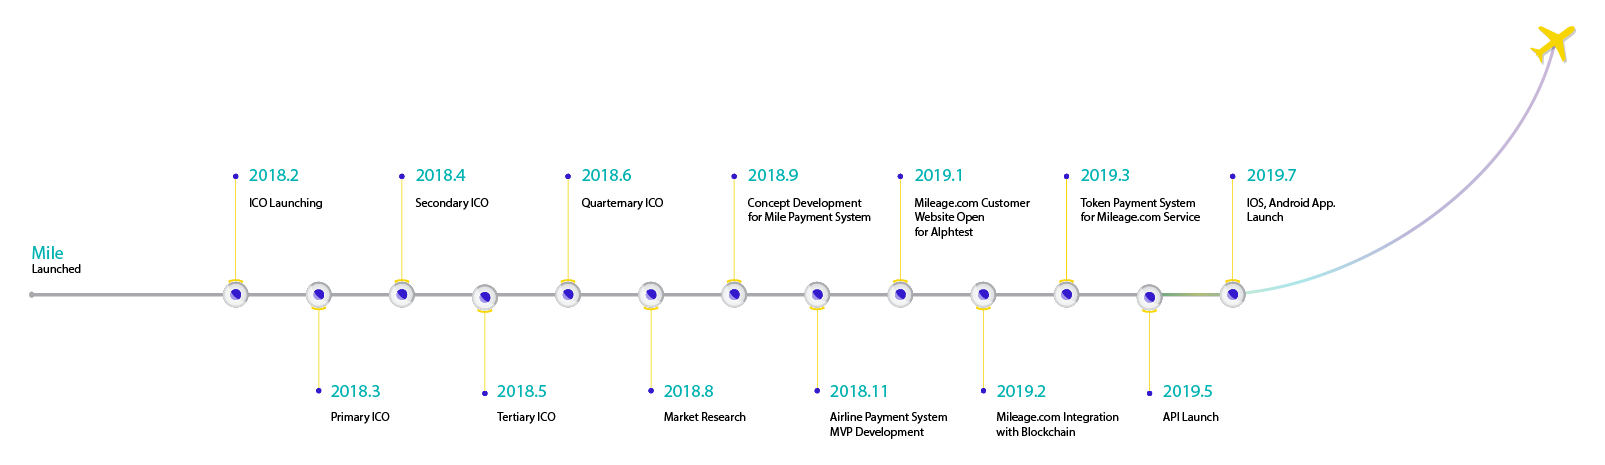 Mile
Launched
2018.2
ICO Launching
2018.3
Primary ICO
2018.4
Secondary ICO
2018.5
Tertiary ICO
2018.6
Quarternary ICO
2018.8
Market Research
2018.9
Concept Development
for Mile Payment System
2018.11
Airline Payment System
MVP Development
2019.1
Mileage.com Customer
Website Open
for Alphtest
2019.2
Mileage.com Integration
with Blockchain
2019.3
Token Payment System
for Mileage.com Service
2019.5
API Launch
2019.7
IOS, Android App.
Launch